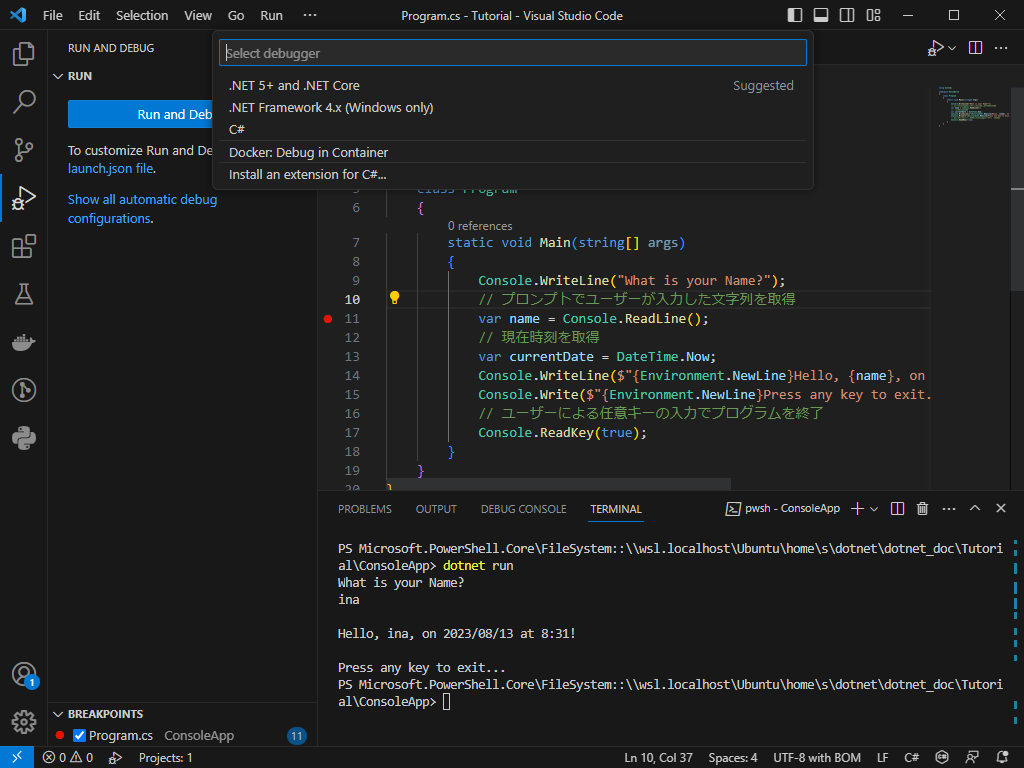 File Edit Selection View Go Run ··· Program.cs - Tutorial - Visual Studio Code
RUN AND DEBUG
RUN
Run and Deb
To customize Run and De
launch.json file.
Show all automatic debug
configurations.
Select debugger
.NET 5+ and .NET Core Suggested
.NET Framework 4.x (Windows only)
C#
Docker: Debug in Container
Install an extension for C#...
5 class Program
6 {
0 references
7 static void Main(string[] args)
8 {
9 Console.WriteLine("What is your Name?");
10 // プロンプトでユーザーが入力した文字列を取得
11 var name = Console.ReadLine();
12 // 現在時刻を取得
13 var currentDate = DateTime.Now;
14 Console.WriteLine($"{Environment.NewLine}Hello, {name}, on
15 Console.Write($"{Environment.NewLine}Press any key to exit.
16 // ユーザーによる任意キーの入力でプログラムを終了
17 Console.ReadKey(true);
18 }
19 }
20 }
PROBLEMS OUTPUT DEBUG CONSOLE TERMINAL pwsh - ConsoleApp
PS Microsoft.PowerShell.Core\FileSystem::\\wsl.localhost\Ubuntu\home\s\dotnet\dotnet_doc\Tutori
al\ConsoleApp> dotnet run
What is your Name?
ina
Hello, ina, on 2023/08/13 at 8:31!
Press any key to exit...
PS Microsoft.PowerShell.Core\FileSystem::\\wsl.localhost\Ubuntu\home\s\dotnet\dotnet_doc\Tutori
al\ConsoleApp>
1
BREAKPOINTS
Program.cs ConsoleApp 11
0 0 Projects: 1 Ln 10, Col 37 Spaces: 4 UTF-8 with BOM LF C#